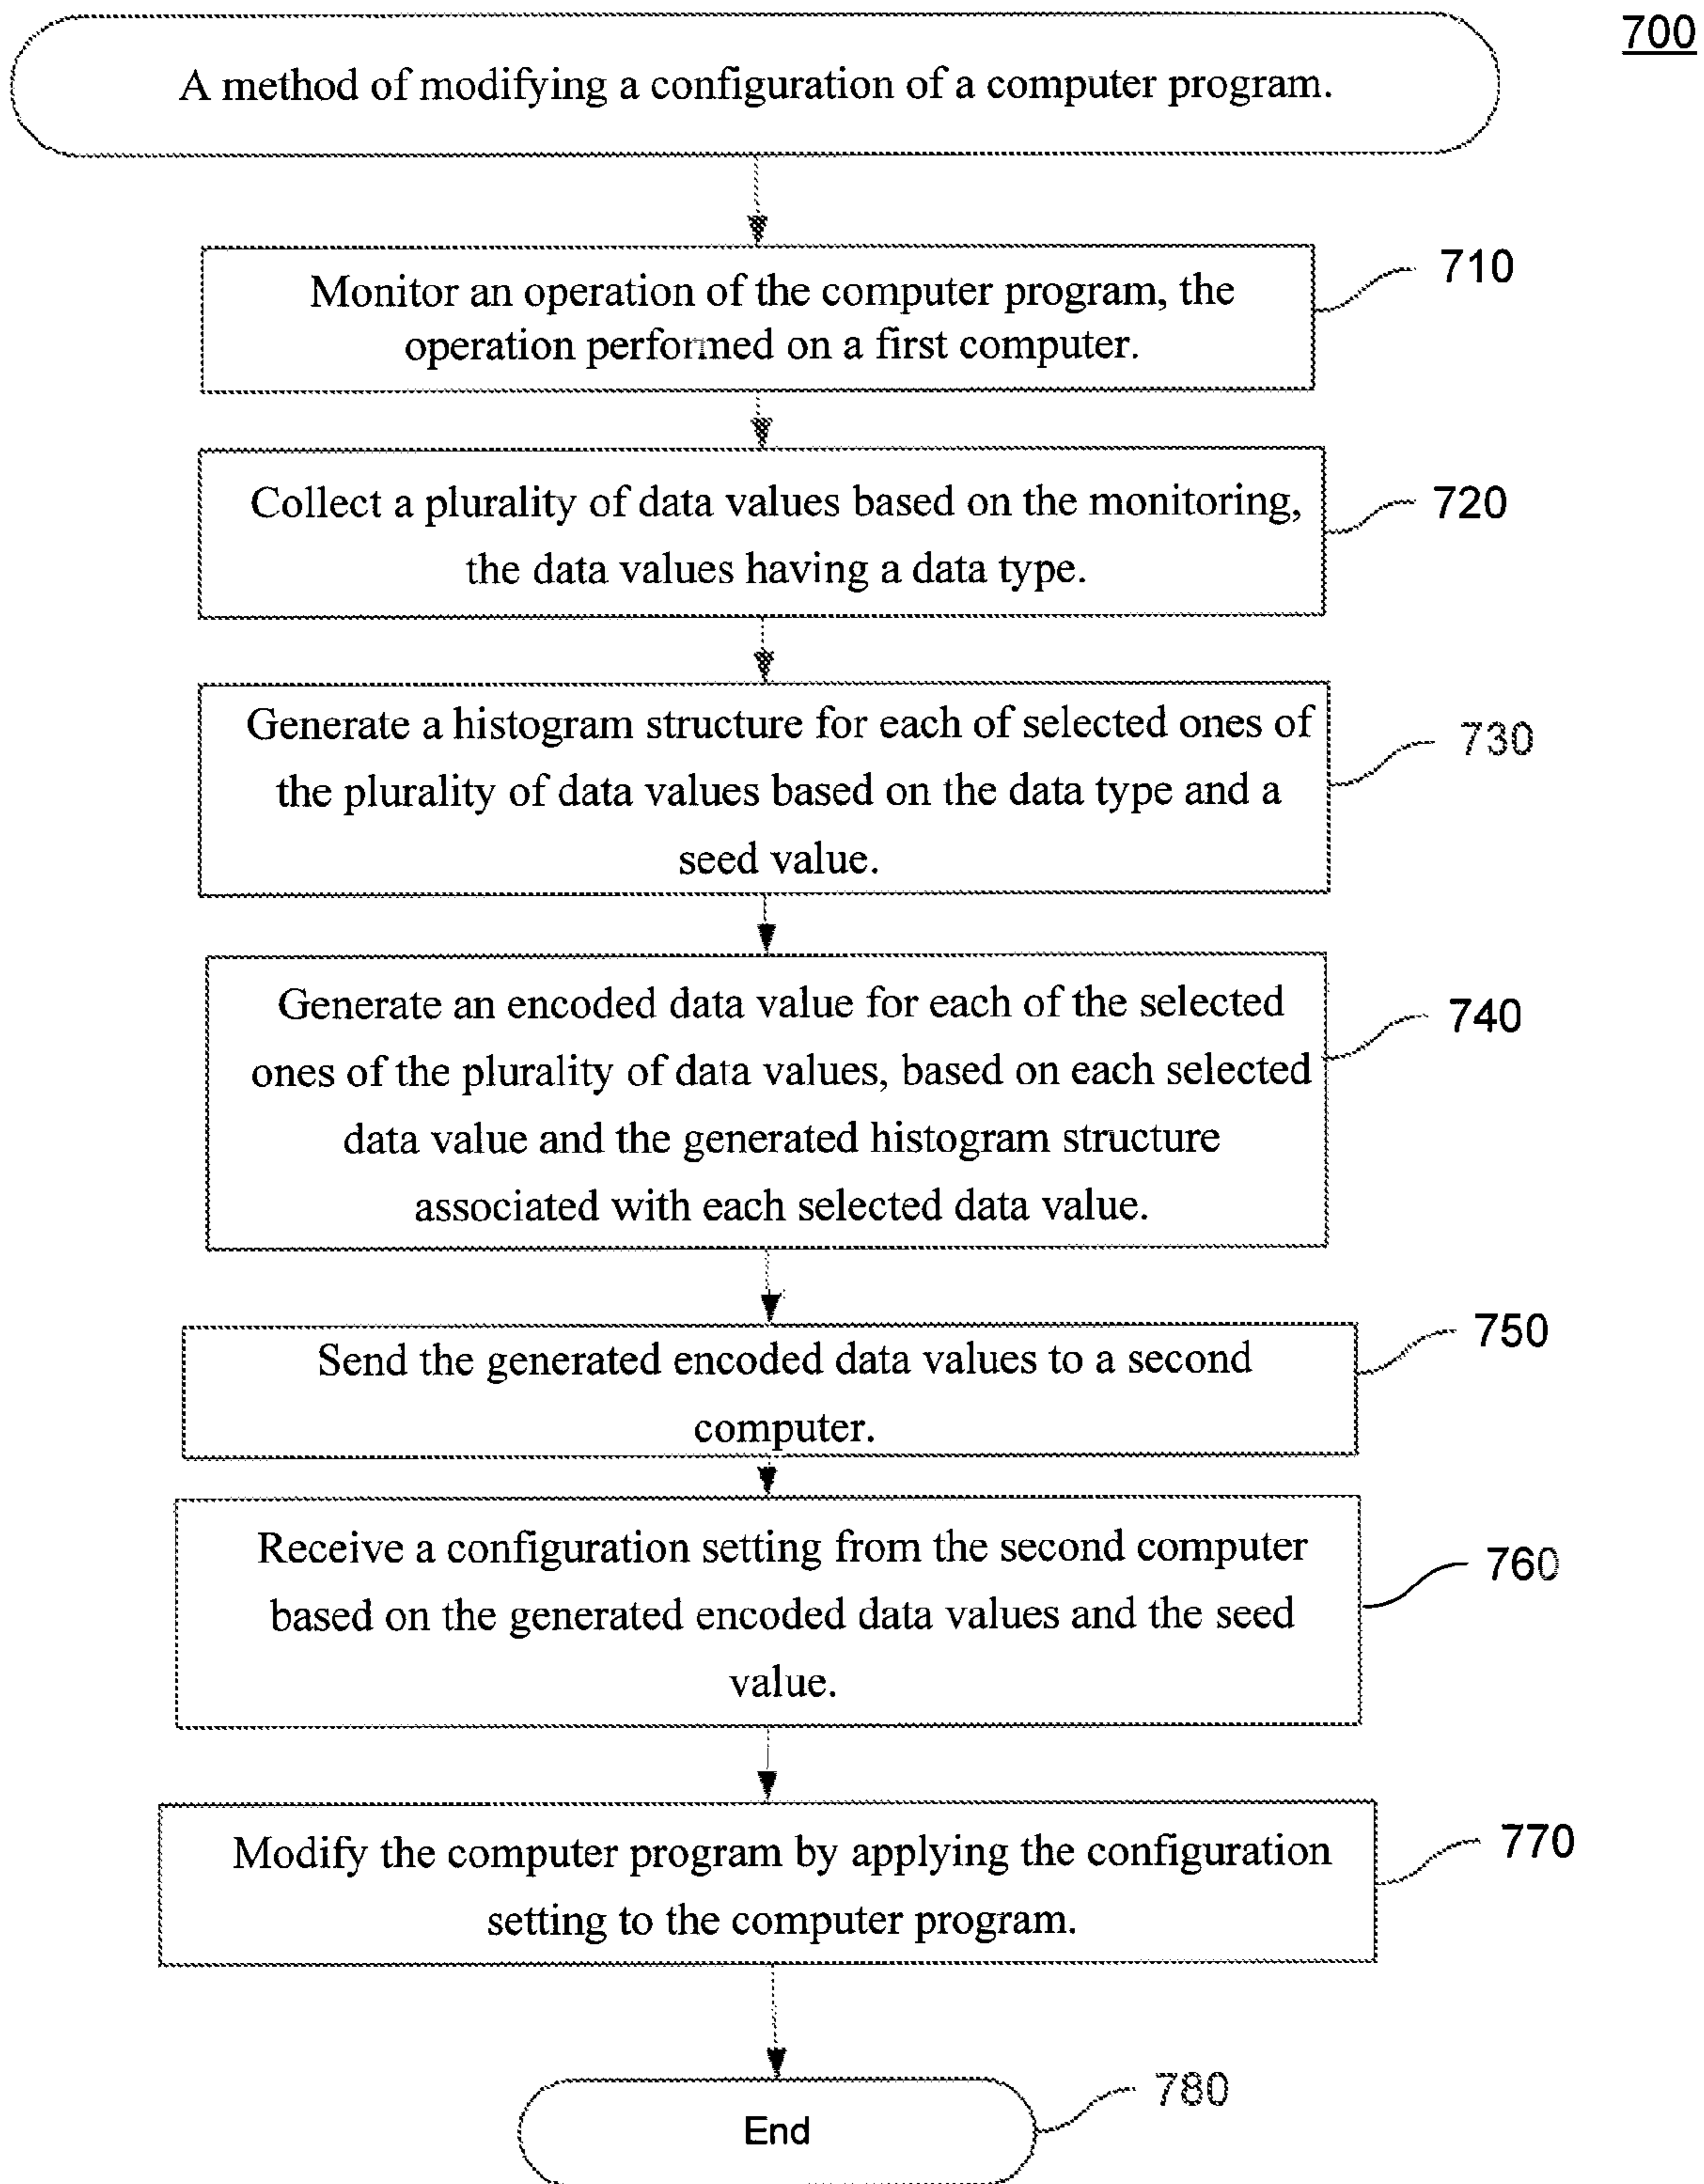 700
A method of modifying a configuration of a computer program.
710
Monitor an operation of the computer program, the
operation performed on a first computer.
720
Collect a plurality of data values based on the monitoring,
the data values having a data type.
730
Generate a histogram structure for each of selected ones of
the plurality of data values based on the data type and a
seed value.
740
Generate an encoded data value for each of the selected
ones of the plurality of data values, based on each selected
data value and the generated histogram structure
associated with each selected data value.
750
Send the generated encoded data values to a second
computer.
760
Receive a configuration setting from the second computer
based on the generated encoded data values and the seed
value.
770
Modify the computer program by applying the configuration
setting to the computer program.
780
End